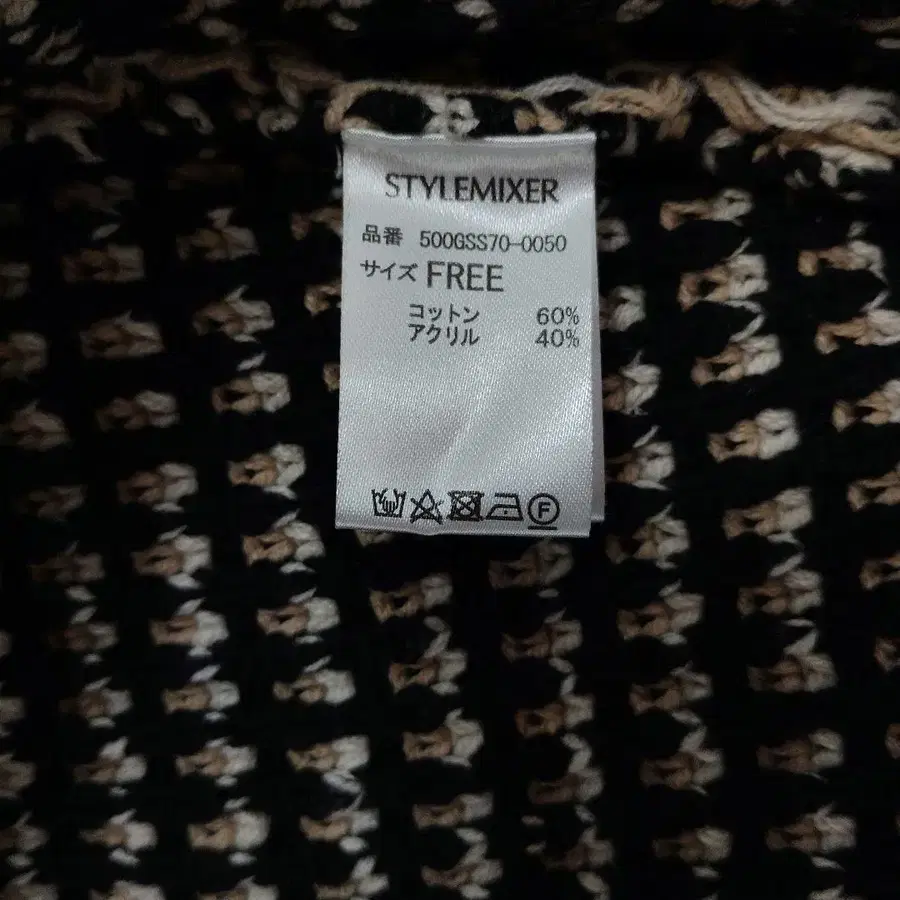 STYLEMIXER
品番 500GSS70-0050
サイズ FREE
コットン 60%
アクリル 40%
F